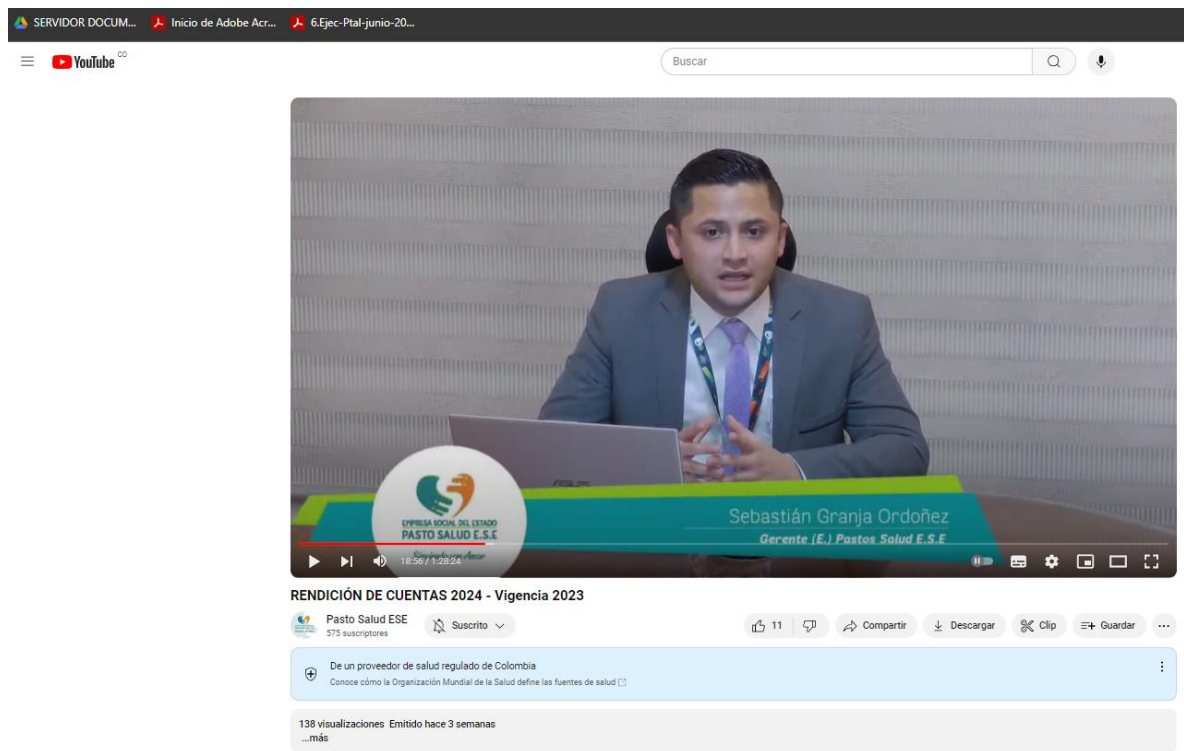 SERVIDOR DOCUM... Inicio de Adobe Acr... 6.Ejec-Ptal-junio-20...
YouTube CO
Buscar
ASUS
EMPRESA SOCIAL DEL ESTADO
PASTO SALUD E.S.E
Sirviendo con Amor
Sebastián Granja Ordoñez
Gerente (E.) Pastos Salud E.S.E
18:56 / 1:28:24
RENDICIÓN DE CUENTAS 2024 - Vigencia 2023
Pasto Salud ESE
575 suscriptores
Suscrito
11 Compartir Descargar Clip Guardar ...
De un proveedor de salud regulado de Colombia
Conoce cómo la Organización Mundial de la Salud define las fuentes de salud
138 visualizaciones Emitido hace 3 semanas
...más